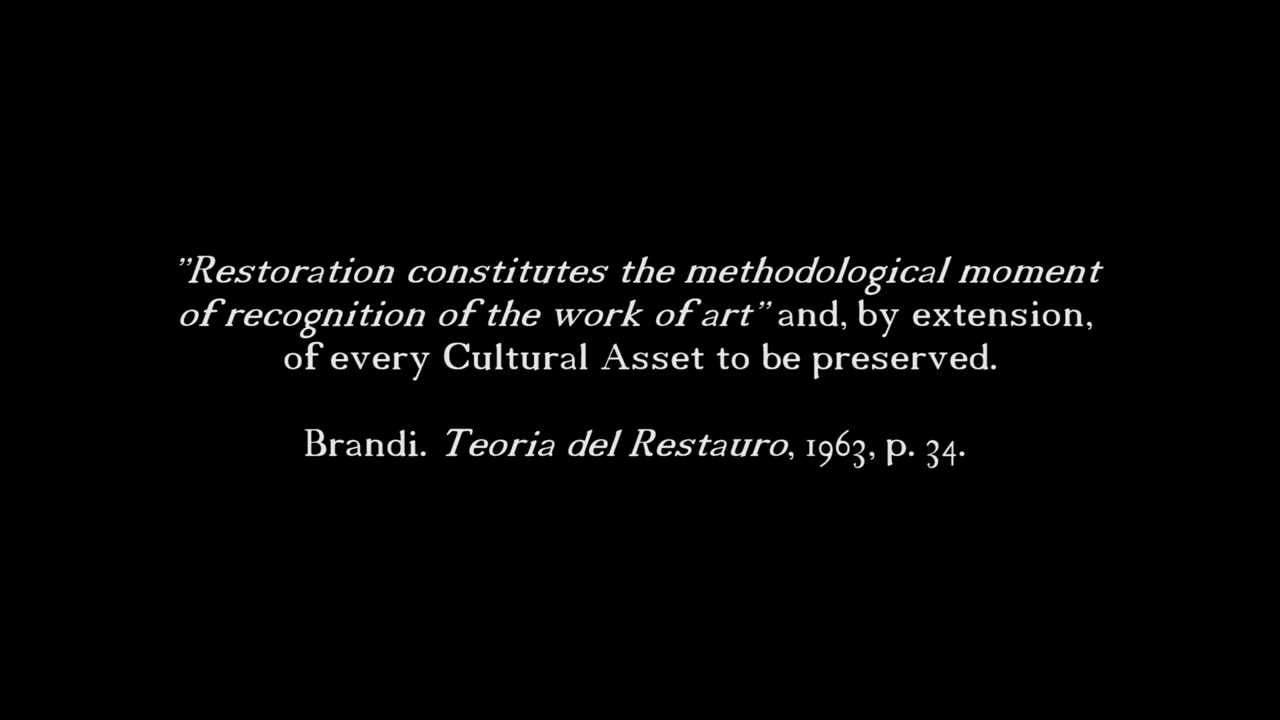 ”Restoration constitutes the methodological moment
of recognition of the work of art” and, by extension,
of every Cultural Asset to be preserved.
Brandi. Teoria del Restauro, 1963, p. 34.